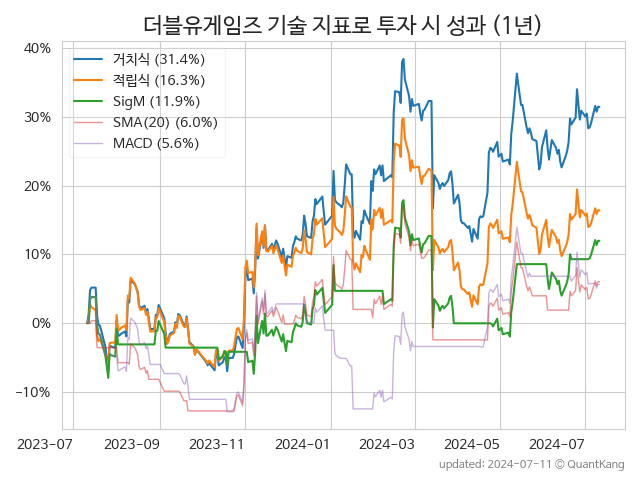 더블유게임즈 기술 지표로 투자 시 성과 (1년)
40%
30%
20%
10%
0%
−10%
거치식 (31.4%)
적립식 (16.3%)
SigM (11.9%)
SMA(20) (6.0%)
MACD (5.6%)
2023-07
2023-09
2023-11
2024-01
2024-03
2024-05
2024-07
updated: 2024-07-11 © QuantKang